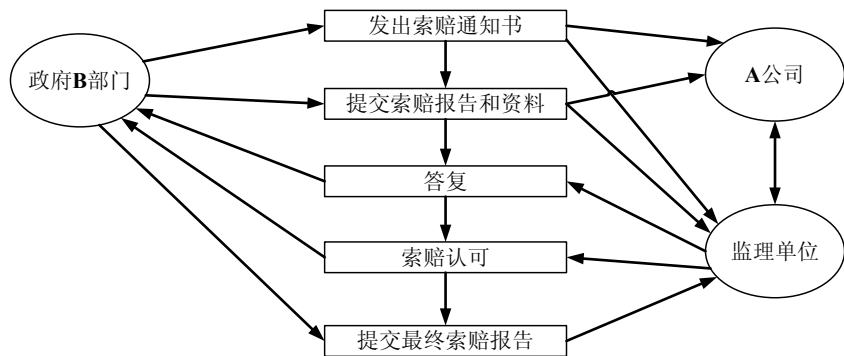 发出索赔通知书
政府B部门
A公司
提交索赔报告和资料
答复
索赔认可
监理单位
提交最终索赔报告